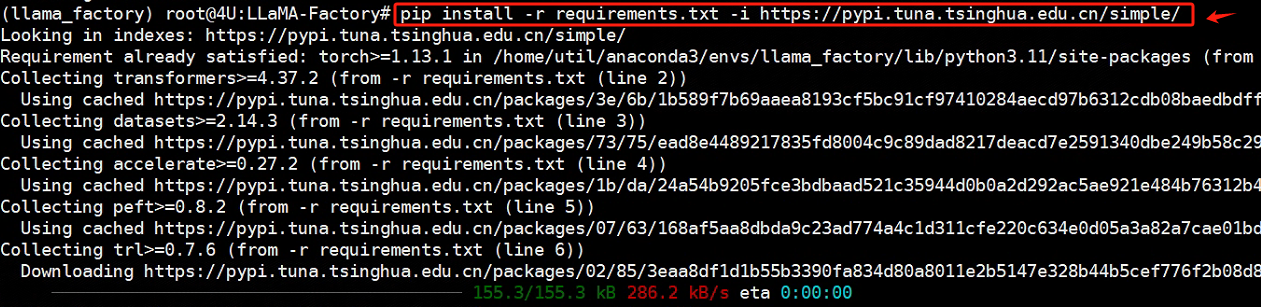 (llama_factory) root@4U:LLaMA-Factory# pip install -r requirements.txt -i https://pypi.tuna.tsinghua.edu.cn/simple/
Looking in indexes: https://pypi.tuna.tsinghua.edu.cn/simple/
Requirement already satisfied: torch>=1.13.1 in /home/util/anaconda3/envs/llama_factory/lib/python3.11/site-packages (from
Collecting transformers>=4.37.2 (from -r requirements.txt (line 2))
Using cached https://pypi.tuna.tsinghua.edu.cn/packages/3e/6b/1b589f7b69aaea8193cf5bc91cf97410284aecd97b6312cdb08baedbdff
Collecting datasets>=2.14.3 (from -r requirements.txt (line 3))
Using cached https://pypi.tuna.tsinghua.edu.cn/packages/73/75/ead8e4489217835fd8004c9c89dad8217deacd7e2591340dbe249b58c29
Collecting accelerate>=0.27.2 (from -r requirements.txt (line 4))
Using cached https://pypi.tuna.tsinghua.edu.cn/packages/1b/da/24a54b9205fce3bdbaad521c35944d0b0a2d292ac5ae921e484b76312b4
Collecting peft>=0.8.2 (from -r requirements.txt (line 5))
Using cached https://pypi.tuna.tsinghua.edu.cn/packages/07/63/168af5aa8dbda9c23ad774a4c1d311cfe220c634e0d05a3a82a7cae01bd
Collecting trl>=0.7.6 (from -r requirements.txt (line 6))
Downloading https://pypi.tuna.tsinghua.edu.cn/packages/02/85/3eaa8df1d1b55b3390fa834d80a8011e2b5147e328b44b5cef776f2b08d8
155.3/155.3 kB 286.2 kB/s eta 0:00:00